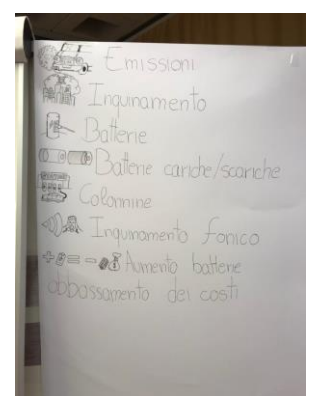 Emissioni
Inquinamento
Batterie
Batterie cariche/scariche
Colonnine
Inquinamento fonico
+ = - Aumento batterie
abbassamento dei costi